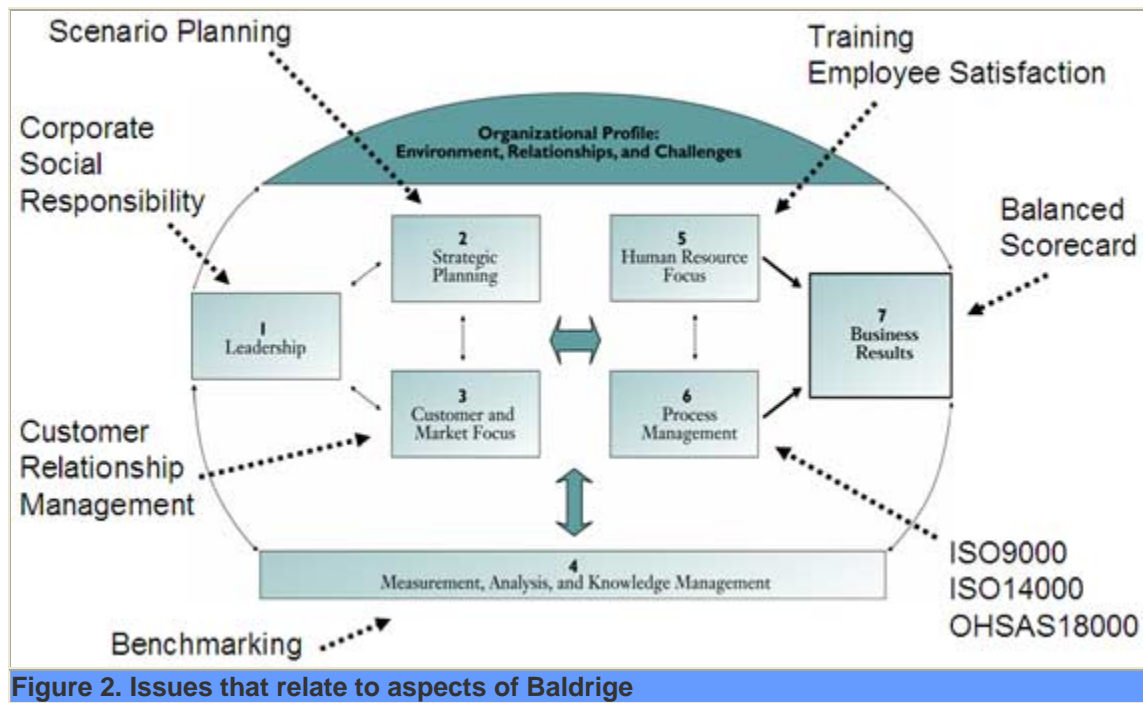 Scenario Planning
Training
Employee Satisfaction
Corporate
Social
Responsibility
Organizational Profile:
Environment, Relationships, and Challenges
Balanced
Scorecard
2
Strategic
Planning
5
Human Resource
Focus
1
Leadership
7
Business
Results
3
Customer and
Market Focus
6
Process
Management
Customer
Relationship
Management
4
Measurement, Analysis, and Knowledge Management
ISO9000
ISO14000
OHSAS18000
Benchmarking
Figure 2. Issues that relate to aspects of Baldrige